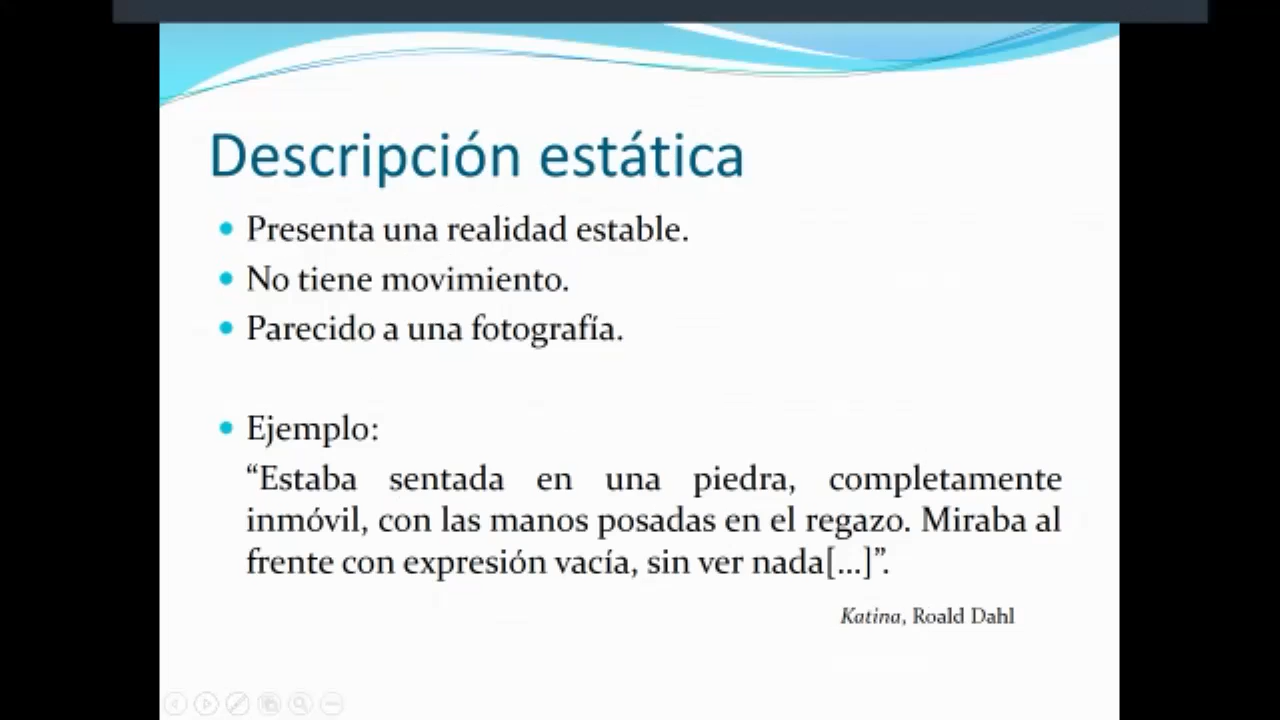 Descripción estática
Presenta una realidad estable.
No tiene movimiento.
Parecido a una fotografía.
Ejemplo:
“Estaba sentada en una piedra, completamente
inmóvil, con las manos posadas en el regazo. Miraba al
frente con expresión vacía, sin ver nada[...]”.
Katina, Roald Dahl